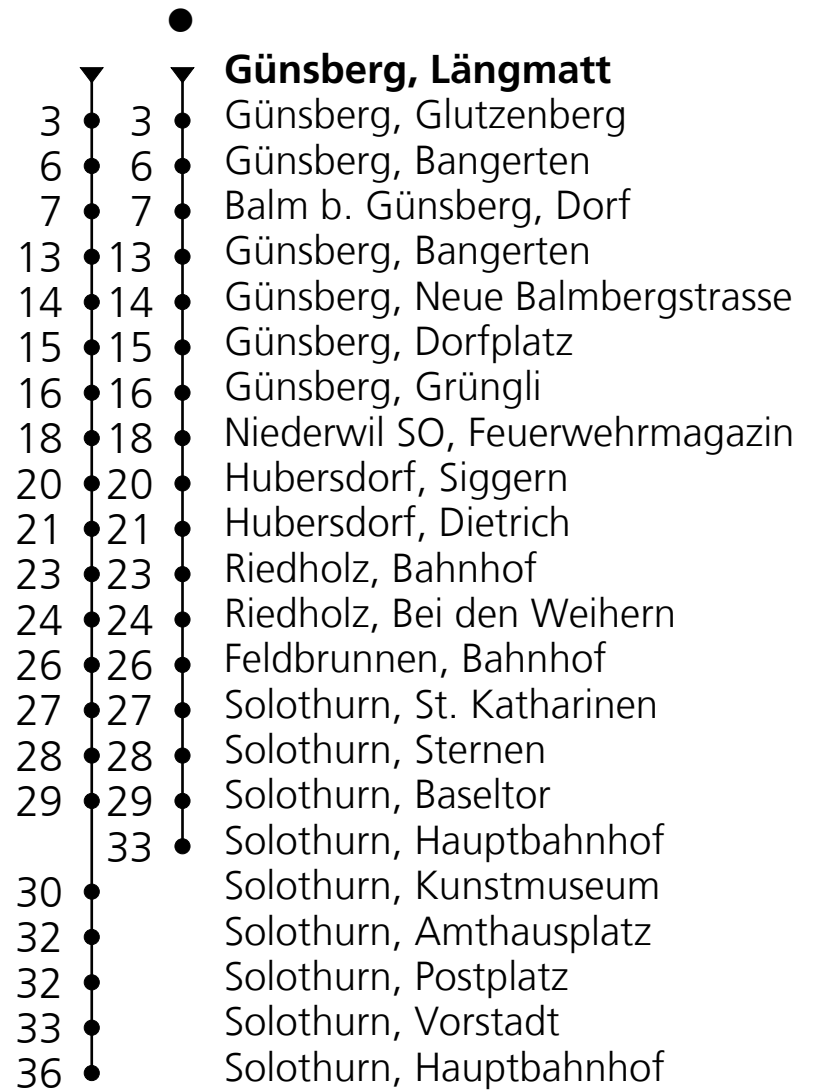 Günsberg, Längmatt
3 3 Günsberg, Glutzenberg
6 6 Günsberg, Bangerten
7 7 Balm b. Günsberg, Dorf
13 13 Günsberg, Bangerten
14 14 Günsberg, Neue Balmbergstrasse
15 15 Günsberg, Dorfplatz
16 16 Günsberg, Grüngli
18 18 Niederwil SO, Feuerwehrmagazin
20 20 Hubersdorf, Siggern
21 21 Hubersdorf, Dietrich
23 23 Riedholz, Bahnhof
24 24 Riedholz, Bei den Weihern
26 26 Feldbrunnen, Bahnhof
27 27 Solothurn, St. Katharinen
28 28 Solothurn, Sternen
29 29 Solothurn, Baseltor
33 Solothurn, Hauptbahnhof
30 Solothurn, Kunstmuseum
32 Solothurn, Amthausplatz
32 Solothurn, Postplatz
33 Solothurn, Vorstadt
36 Solothurn, Hauptbahnhof